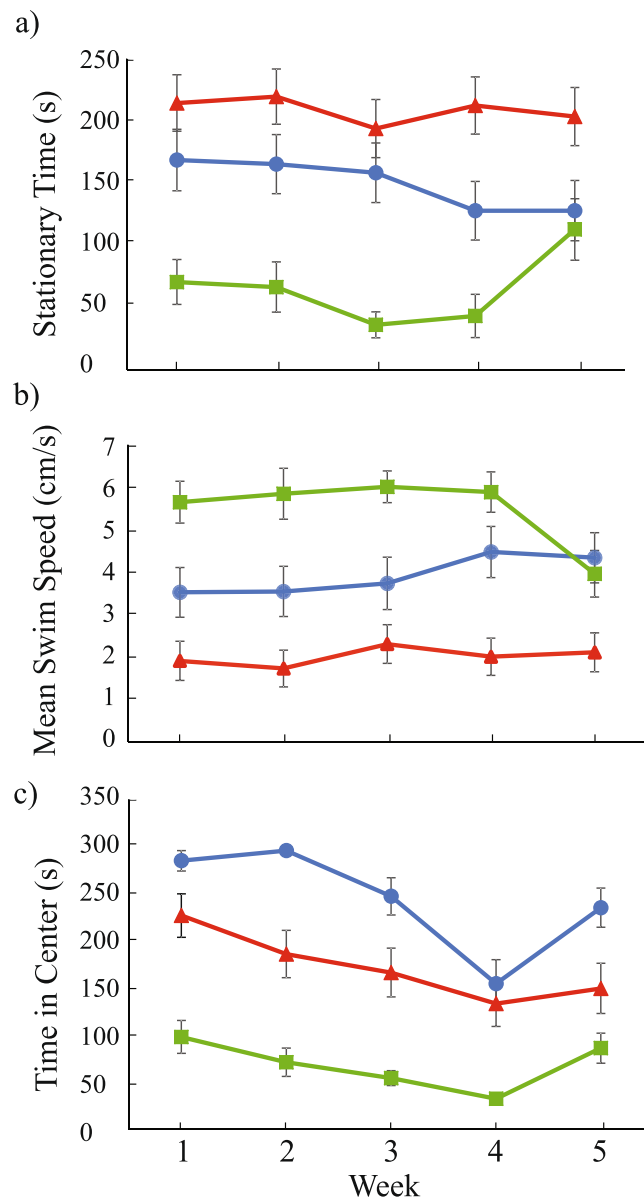 a)
Stationary Time (s)
250
200
150
100
50
0
b)
Mean Swim Speed (cm/s)
7
6
5
4
3
2
1
0
c)
Time in Center (s)
350
300
250
200
150
100
50
0
1 2 3 4 5
Week